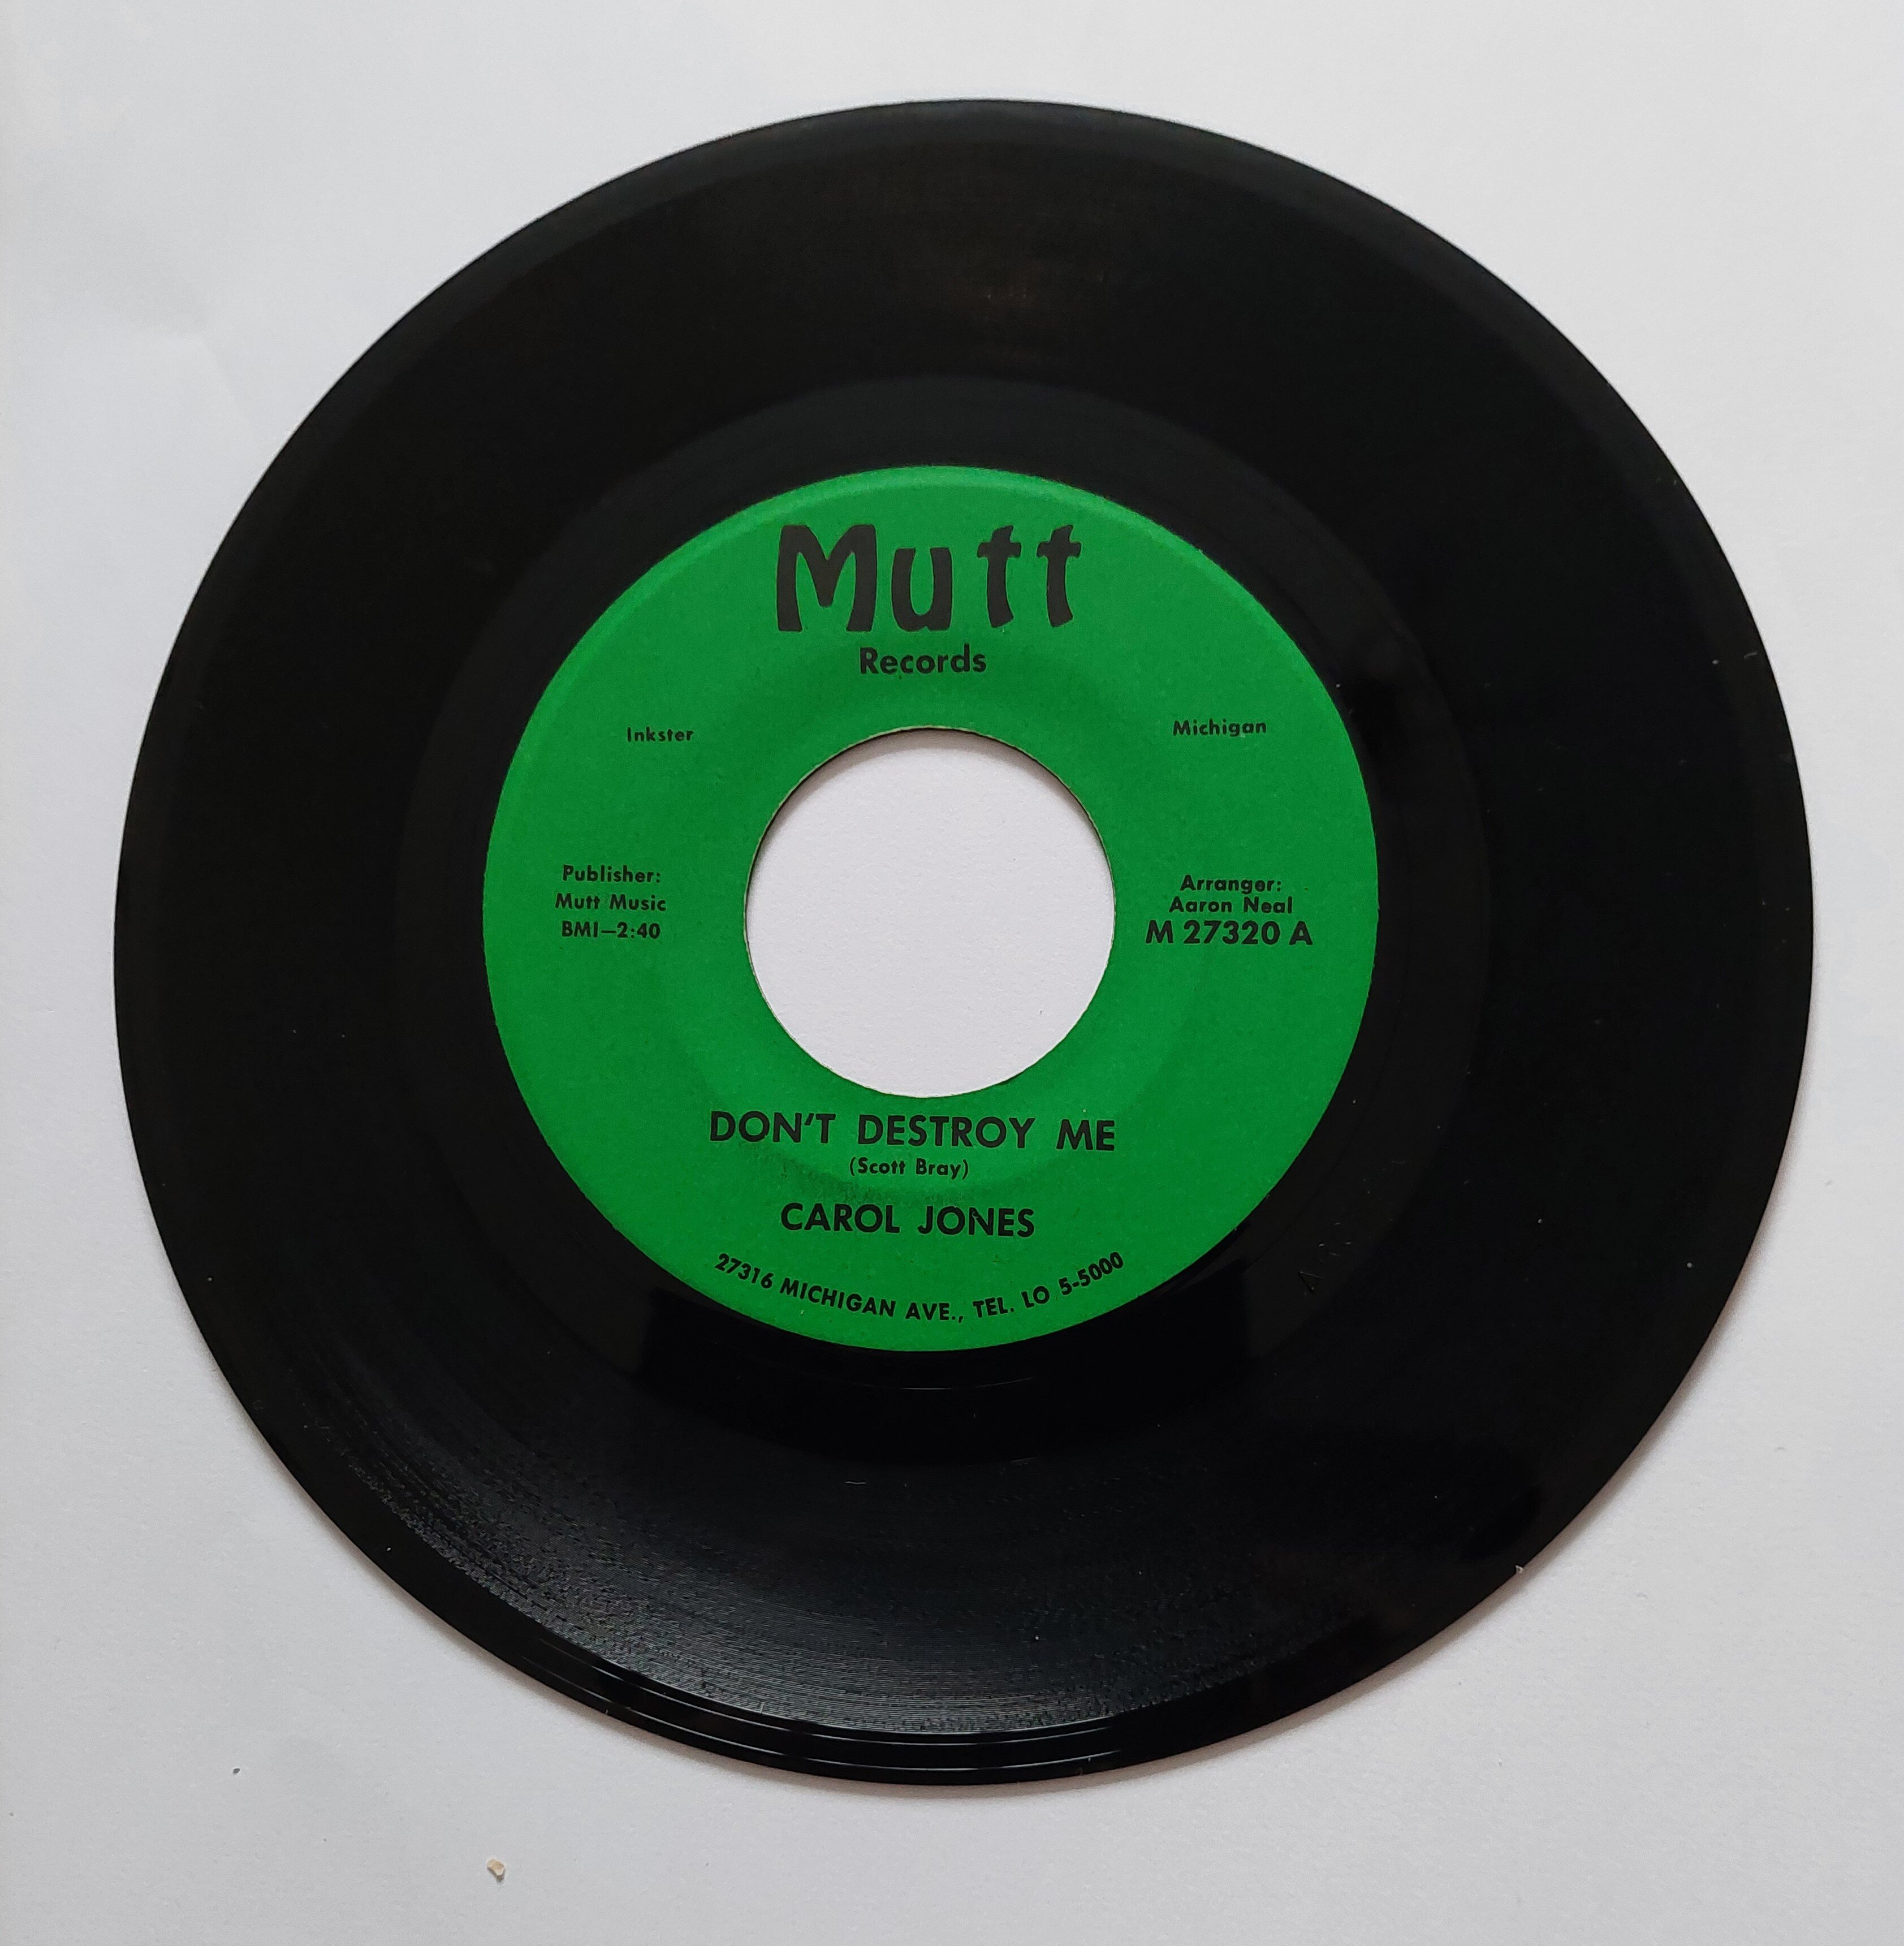 Mutt
Records
Inkster
Michigan
Publisher:
Mutt Music
BMI—2:40
Arranger:
Aaron Neal
M 27320 A
DON'T DESTROY ME
(Scott Bray)
CAROL JONES
27316 MICHIGAN AVE., TEL. LO 5-5000